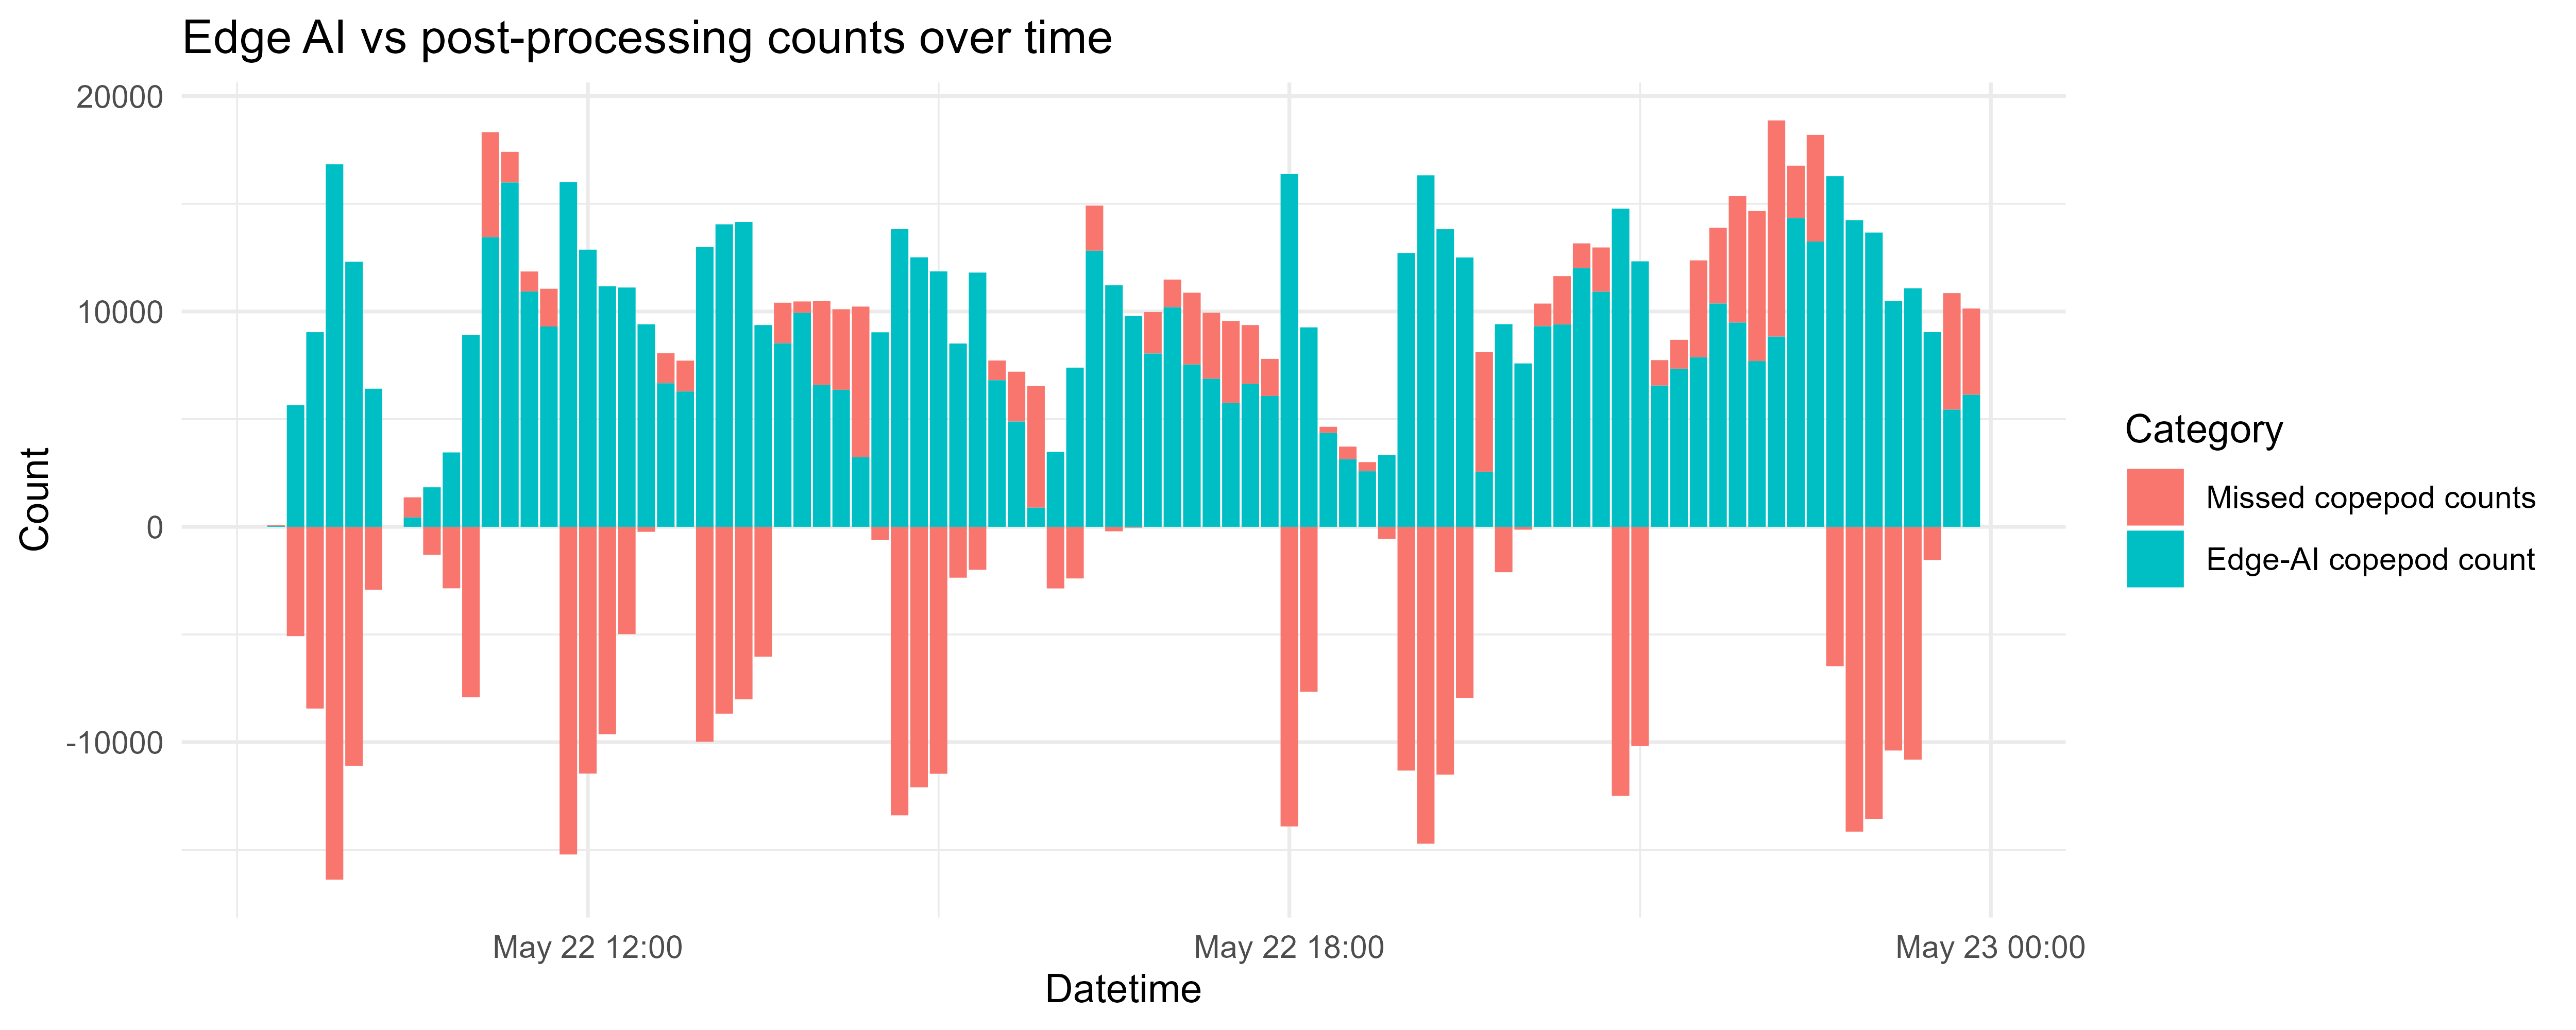 Edge AI vs post-processing counts over time
20000
10000
0
-10000
Count
May 22 12:00
May 22 18:00
May 23 00:00
Datetime
Category
Missed copepod counts
Edge-AI copepod count